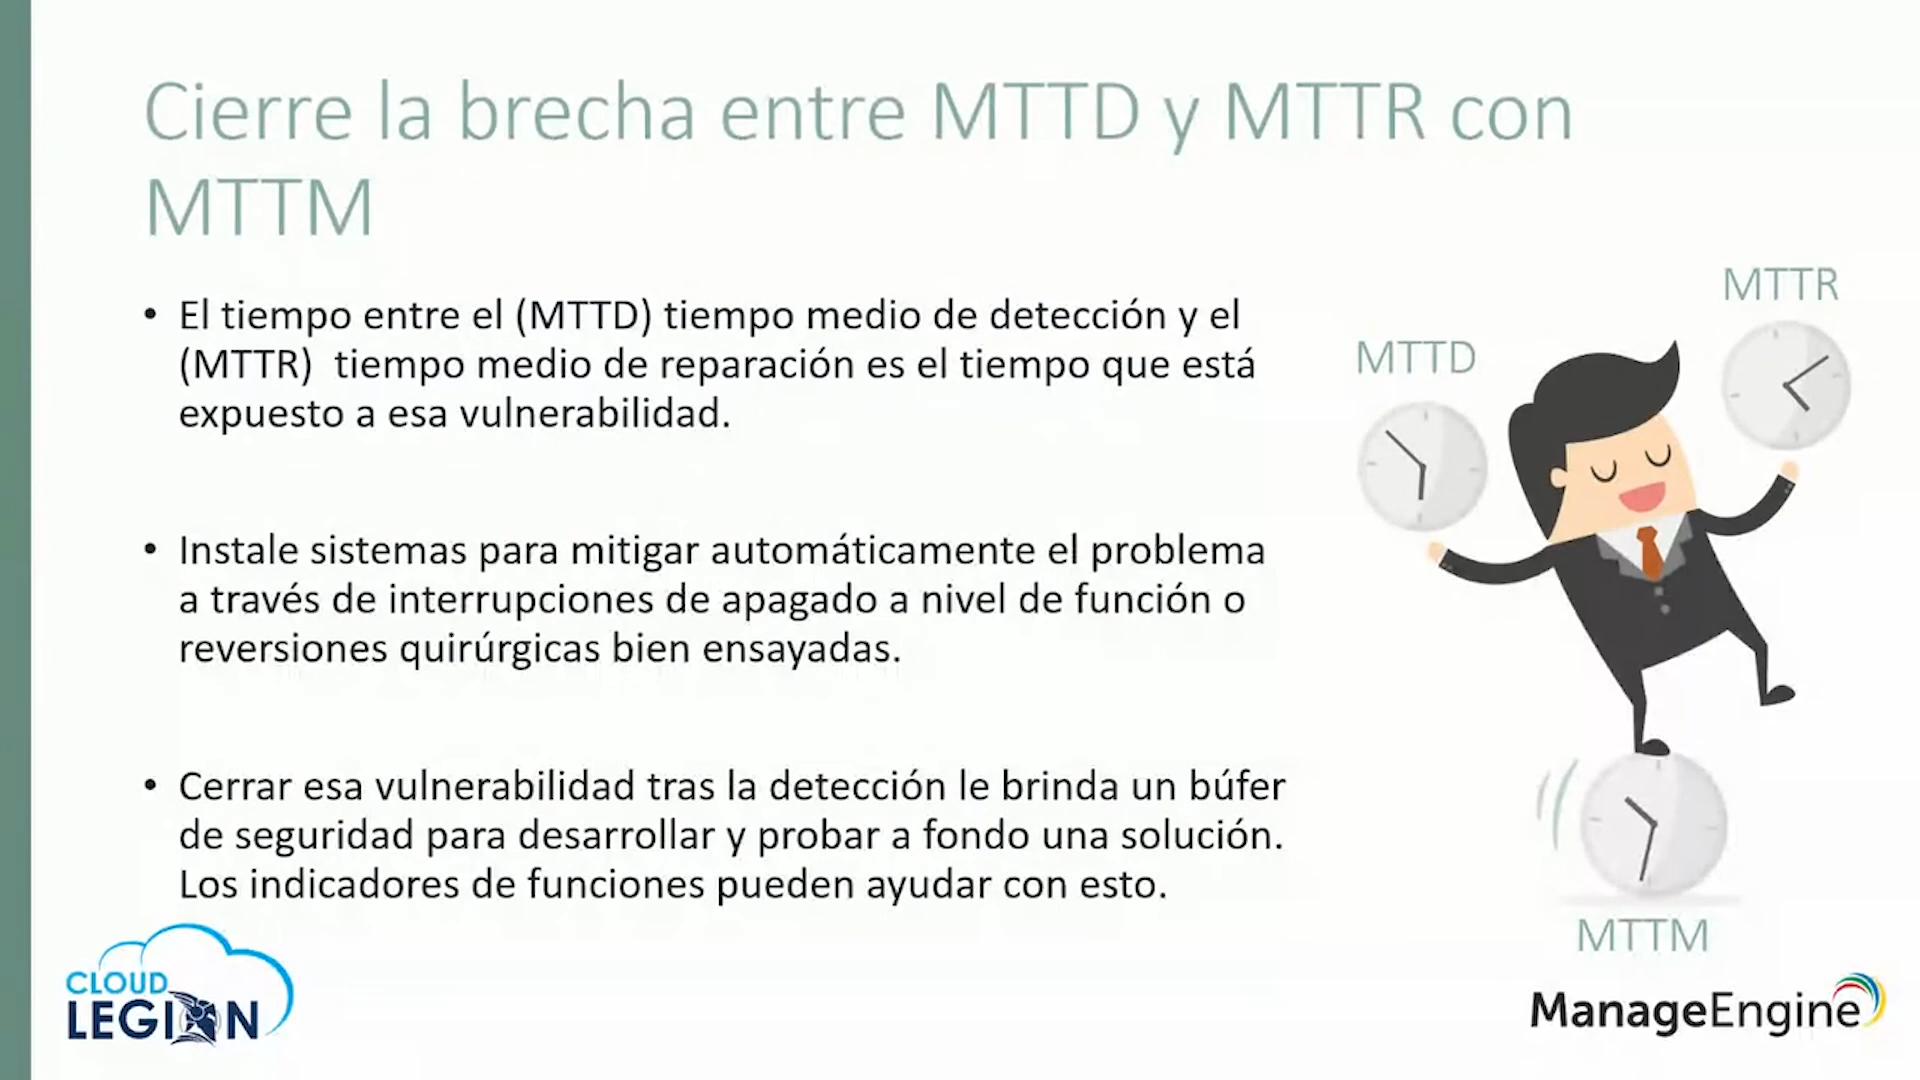 Cierre la brecha entre MTTD y MTTR con
MTTM
• El tiempo entre el (MTTD) tiempo medio de detección y el
(MTTR) tiempo medio de reparación es el tiempo que está
expuesto a esa vulnerabilidad.
• Instale sistemas para mitigar automáticamente el problema
a través de interrupciones de apagado a nivel de función o
reversiones quirúrgicas bien ensayadas.
• Cerrar esa vulnerabilidad tras la detección le brinda un búfer
de seguridad para desarrollar y probar a fondo una solución.
Los indicadores de funciones pueden ayudar con esto.
MTTR
MTTD
MTTM
CLOUD
LEGION
ManageEngine